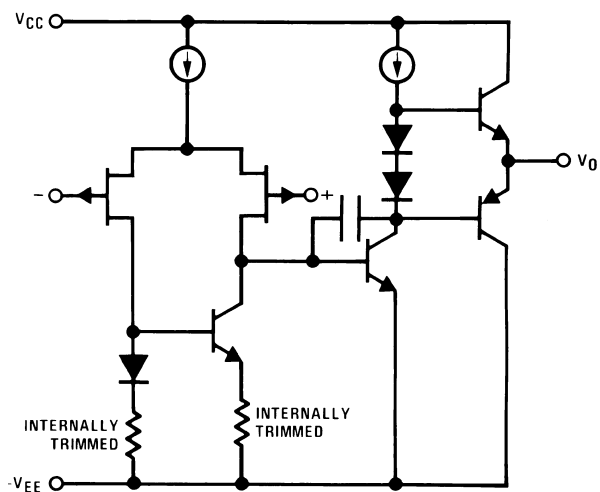 VCC
−
+
VO
INTERNALLY
TRIMMED
INTERNALLY
TRIMMED
-VEE